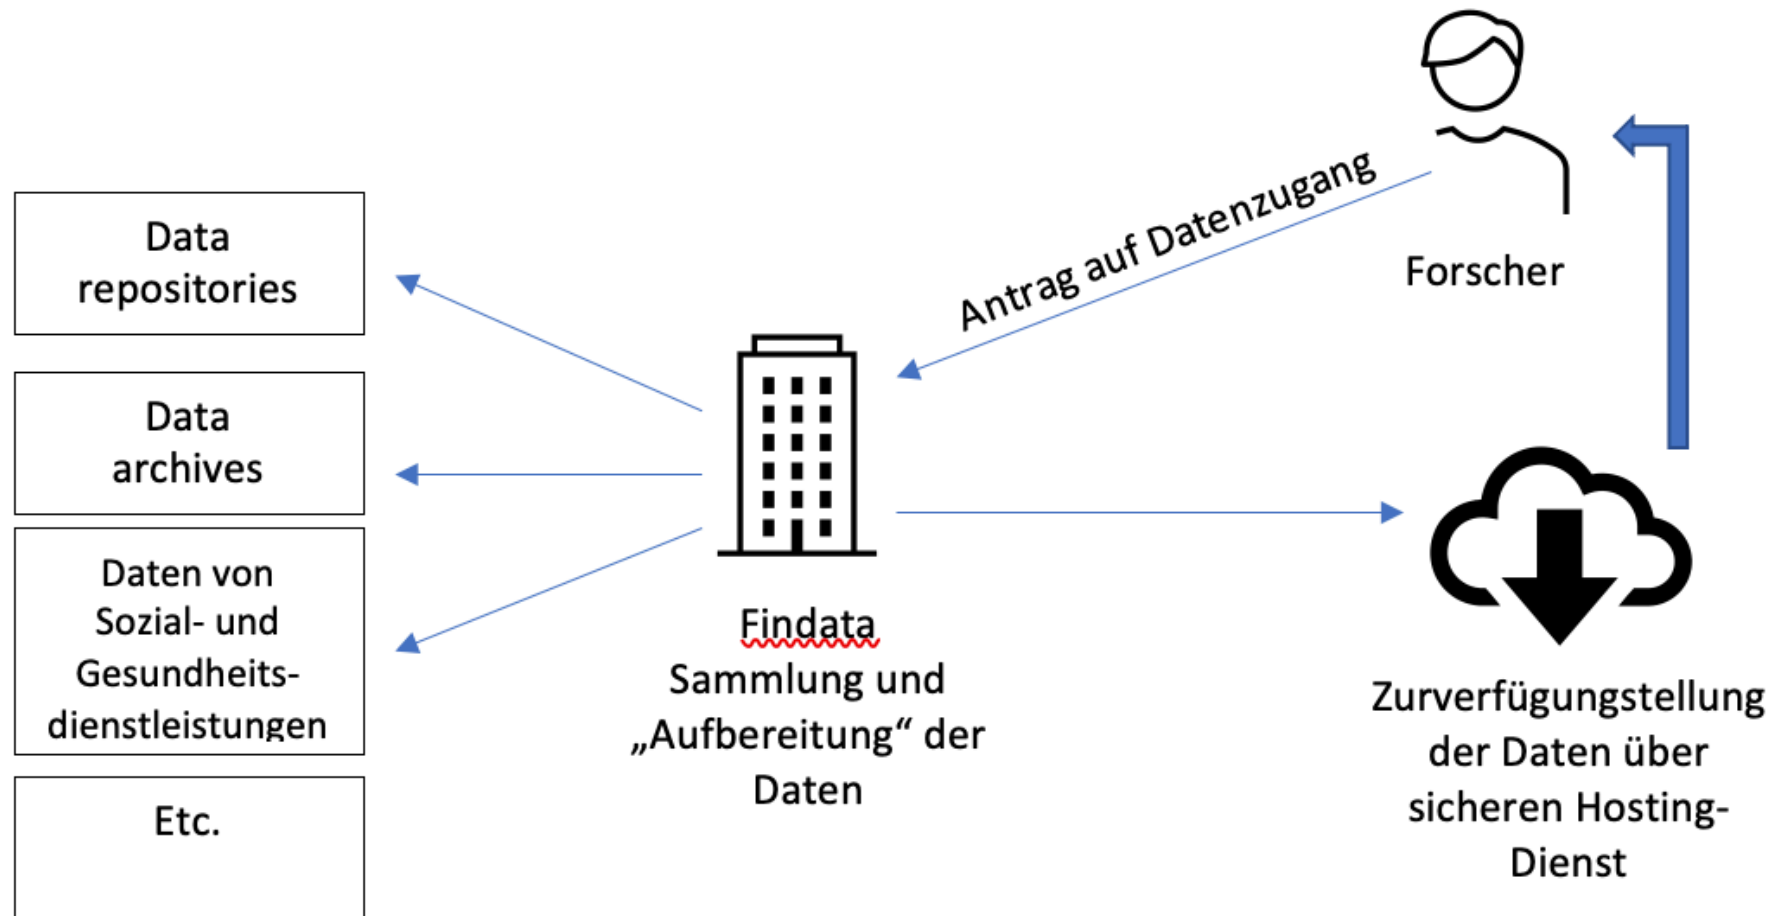 Data
repositories
Data
archives
Daten von
Sozial- und
Gesundheits-
dienstleistungen
Etc.
Antrag auf Datenzugang
Findata
Sammlung und
„Aufbereitung“ der
Daten
Forscher
Zurverfügungstellung
der Daten über
sicheren Hosting-
Dienst